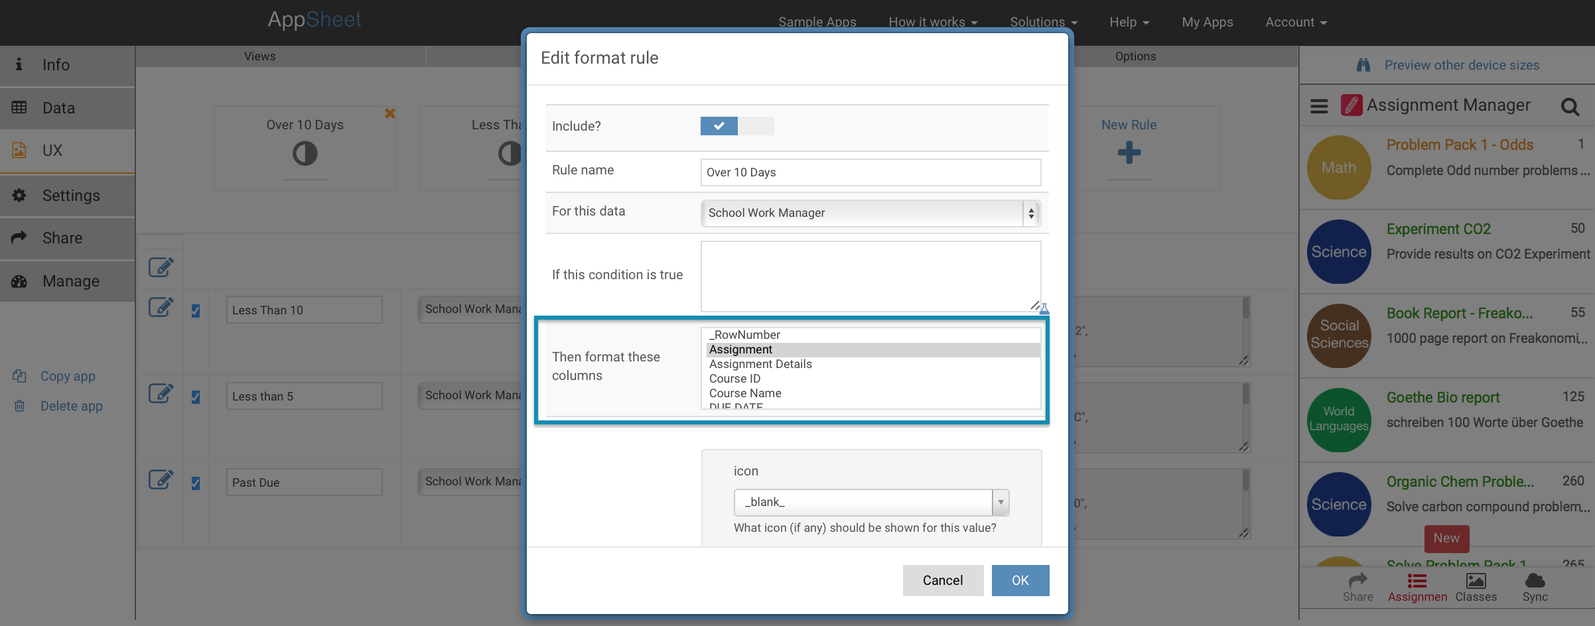 AppSheet
Sample Apps
How it works
Solutions
Help
My Apps
Account
Info
Data
UX
Settings
Share
Manage
Copy app
Delete app
Views
Options
Over 10 Days
Less Tha
New Rule
Less Than 10
School Work Mana
2",
Less than 5
School Work Mana
C",
Past Due
School Work Mana
0",
Edit format rule
Include?
Rule name
Over 10 Days
For this data
School Work Manager
If this condition is true
Then format these
columns
_RowNumber
Assignment
Assignment Details
Course ID
Course Name
DUE DATE
icon
_blank_
What icon (if any) should be shown for this value?
Cancel
OK
Preview other device sizes
Assignment Manager
Math
Problem Pack 1 - Odds
1
Complete Odd number problems ...
Science
Experiment CO2
50
Provide results on CO2 Experiment
Social
Sciences
Book Report - Freako...
55
1000 page report on Freakonomi...
World
Languages
Goethe Bio report
125
schreiben 100 Worte über Goethe
Science
Organic Chem Proble...
260
Solve carbon compound problem...
New
Solve Problem Pack 1
265
Share
Assignmen
Classes
Sync